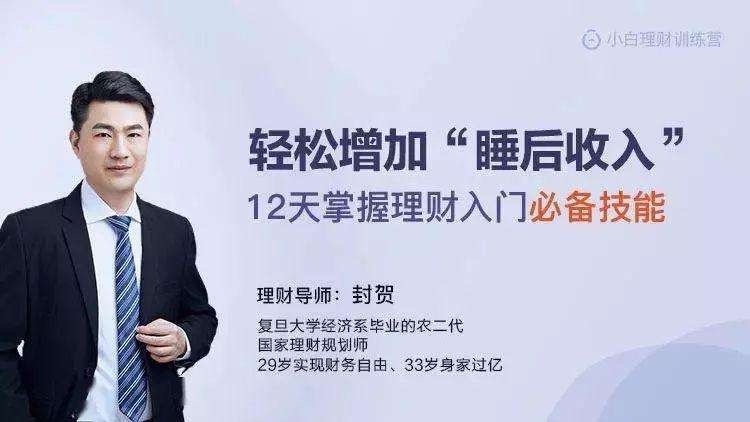 小白理财训练营
轻松增加“睡后收入”
12天掌握理财入门必备技能
理财导师：封贺
复旦大学经济系毕业的农二代
国家理财规划师
29岁实现财务自由、33岁身家过亿